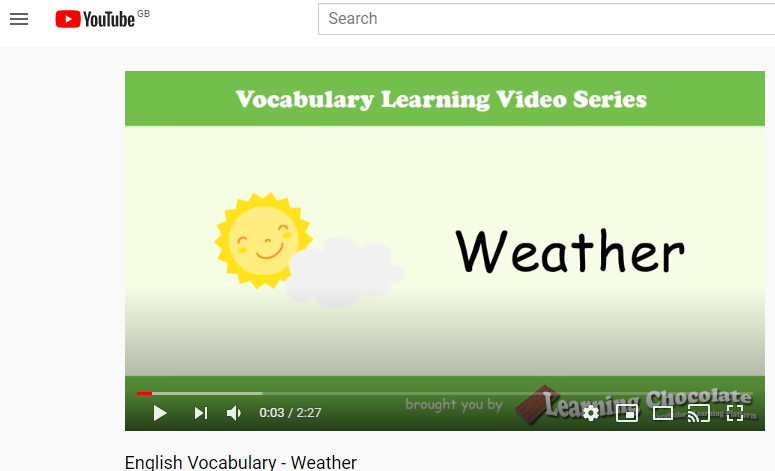 YouTube GB
Search
Vocabulary Learning Video Series
Weather
0:03 / 2:27
brought you by Learning Chocolate
English Vocabulary - Weather